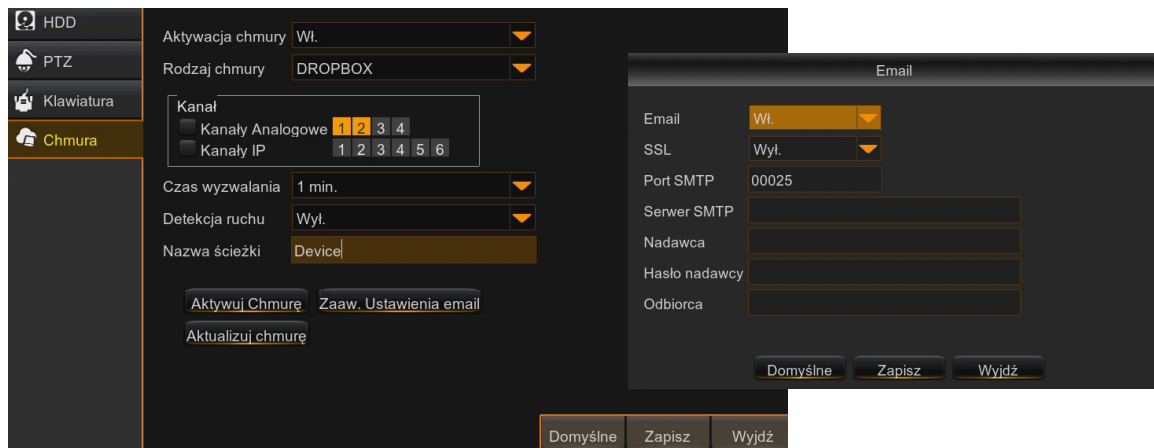 HDD
PTZ
Klawiatura
Chmura
Aktywacja chmury Wł.
Rodzaj chmury DROPBOX
Kanał
Kanały Analogowe 1 2 3 4
Kanały IP 1 2 3 4 5 6
Czas wyzwalania 1 min.
Detekcja ruchu Wył.
Nazwa ścieżki Device
Aktywuj Chmurę Zaaw. Ustawienia email
Aktualizuj chmurę
Domyślne Zapisz Wyjdź
Email
Email Wł.
SSL Wył.
Port SMTP 00025
Serwer SMTP
Nadawca
Hasło nadawcy
Odbiorca
Domyślne Zapisz Wyjdź